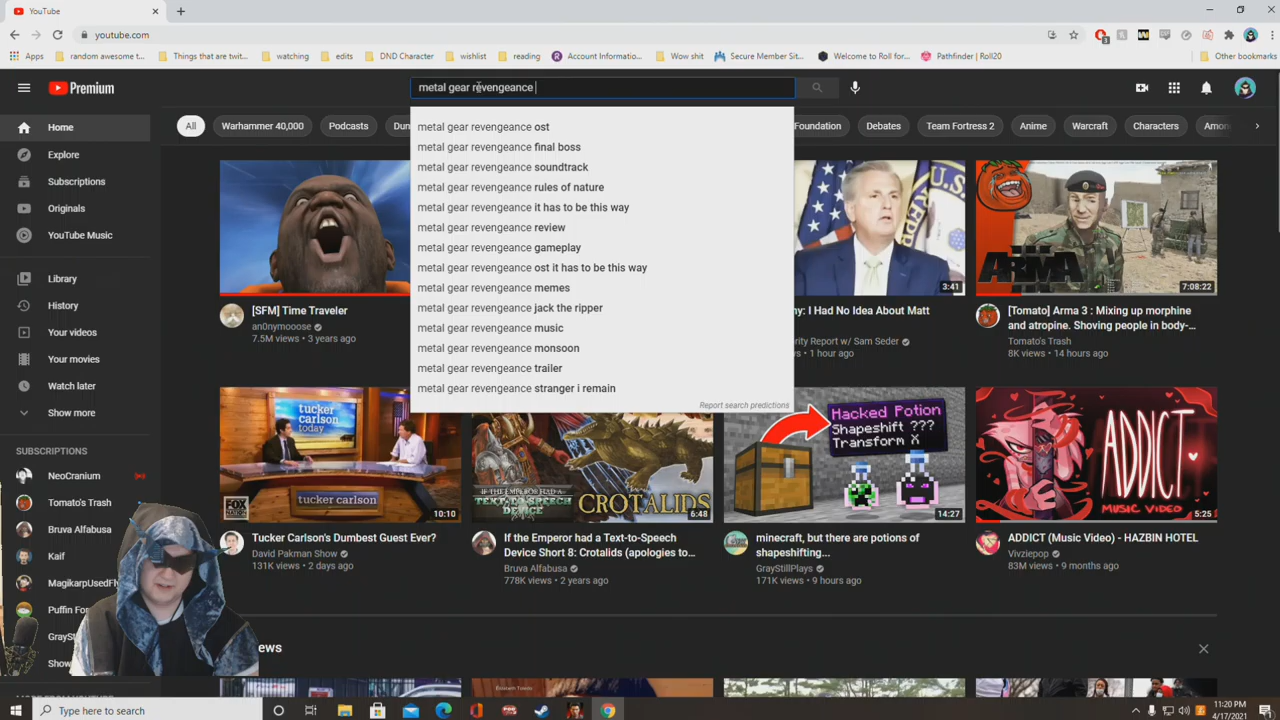 YouTube
youtube.com
Apps
random awesome t...
Things that are twit...
watching
edits
DND Character
wishlist
reading
Account Informatio...
Wow shit
Secure Member Sit...
Welcome to Roll for...
Pathfinder | Roll20
Other bookmarks
Premium
metal gear revengeance
Home
Explore
Subscriptions
Originals
YouTube Music
Library
History
Your videos
Your movies
Watch later
Show more
SUBSCRIPTIONS
NeoCranium
Tomato's Trash
Bruva Alfabusa
Kaif
MagikarpUsedFl
Puffin For
GraySt
Show
All
Warhammer 40,000
Podcasts
Dun
Foundation
Debates
Team Fortress 2
Anime
Warcraft
Characters
Amon
metal gear revengeance ost
metal gear revengeance final boss
metal gear revengeance soundtrack
metal gear revengeance rules of nature
metal gear revengeance it has to be this way
metal gear revengeance review
metal gear revengeance gameplay
metal gear revengeance ost it has to be this way
metal gear revengeance memes
metal gear revengeance jack the ripper
metal gear revengeance music
metal gear revengeance monsoon
metal gear revengeance trailer
metal gear revengeance stranger i remain
Report search predictions
[SFM] Time Traveler
an0nymooose
7.5M views • 3 years ago
3:41
ny: I Had No Idea About Matt
ority Report w/ Sam Seder
ws • 1 hour ago
ARMA
7:08:22
[Tomato] Arma 3 : Mixing up morphine
and atropine. Shoving people in body-...
Tomato's Trash
8K views • 14 hours ago
tucker
carlson
today
tucker carlson
FOX
NATION
10:10
Tucker Carlson's Dumbest Guest Ever?
David Pakman Show
131K views • 2 days ago
IF THE EMPEROR HAD A
TEXT-TO-SPEECH
DEVICE
CROTALIDS
6:48
If the Emperor had a Text-to-Speech
Device Short 8: Crotalids (apologies to...
Bruva Alfabusa
778K views • 2 years ago
Hacked Potion
Shapeshift ???
Transform X
14:27
minecraft, but there are potions of
shapeshifting...
GrayStillPlays
171K views • 9 hours ago
ADDICT
MUSIC VIDEO
5:25
ADDICT (Music Video) - HAZBIN HOTEL
Vivziepop
83M views • 9 months ago
ews
Type here to search
11:20 PM
4/17/2021